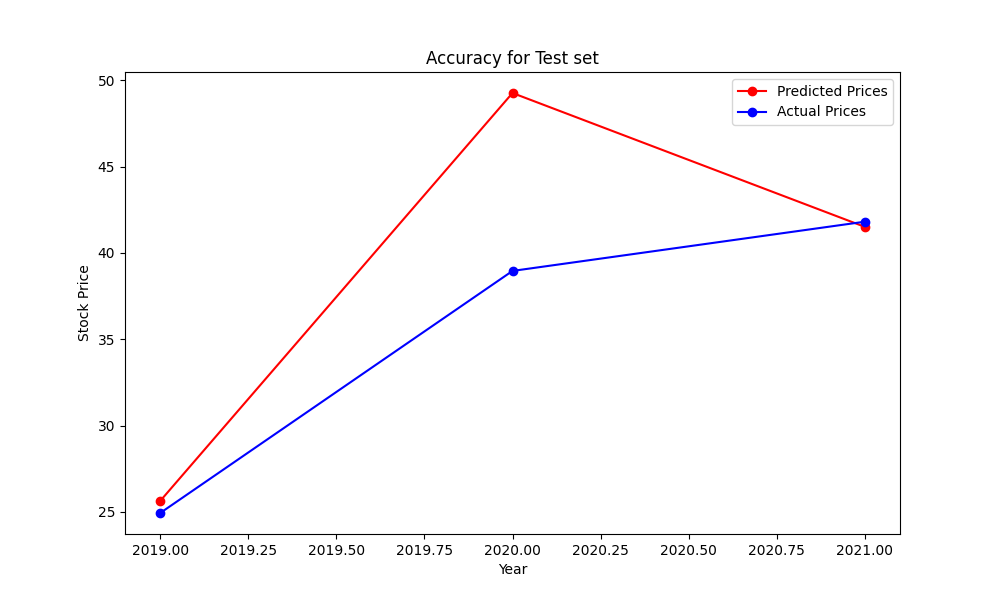 Accuracy for Test set
Predicted Prices
Actual Prices
50
45
40
35
30
25
Stock Price
2019.00 2019.25 2019.50 2019.75 2020.00 2020.25 2020.50 2020.75 2021.00
Year